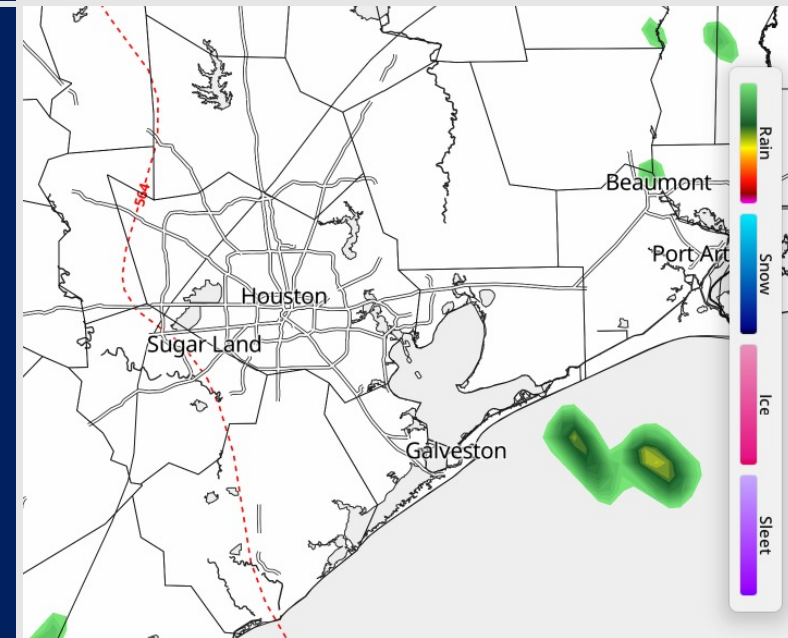 564
Beaumont
Port Art
Houston
Sugar Land
Galveston
Rain
Snow
Ice
Sleet